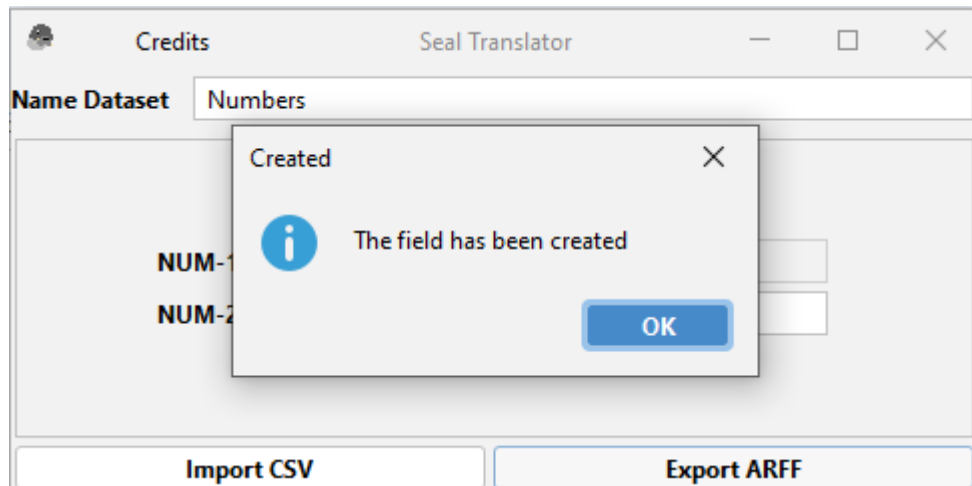 Credits Seal Translator
Name Dataset Numbers
Created
The field has been created
NUM-1
NUM-2
OK
Import CSV Export ARFF